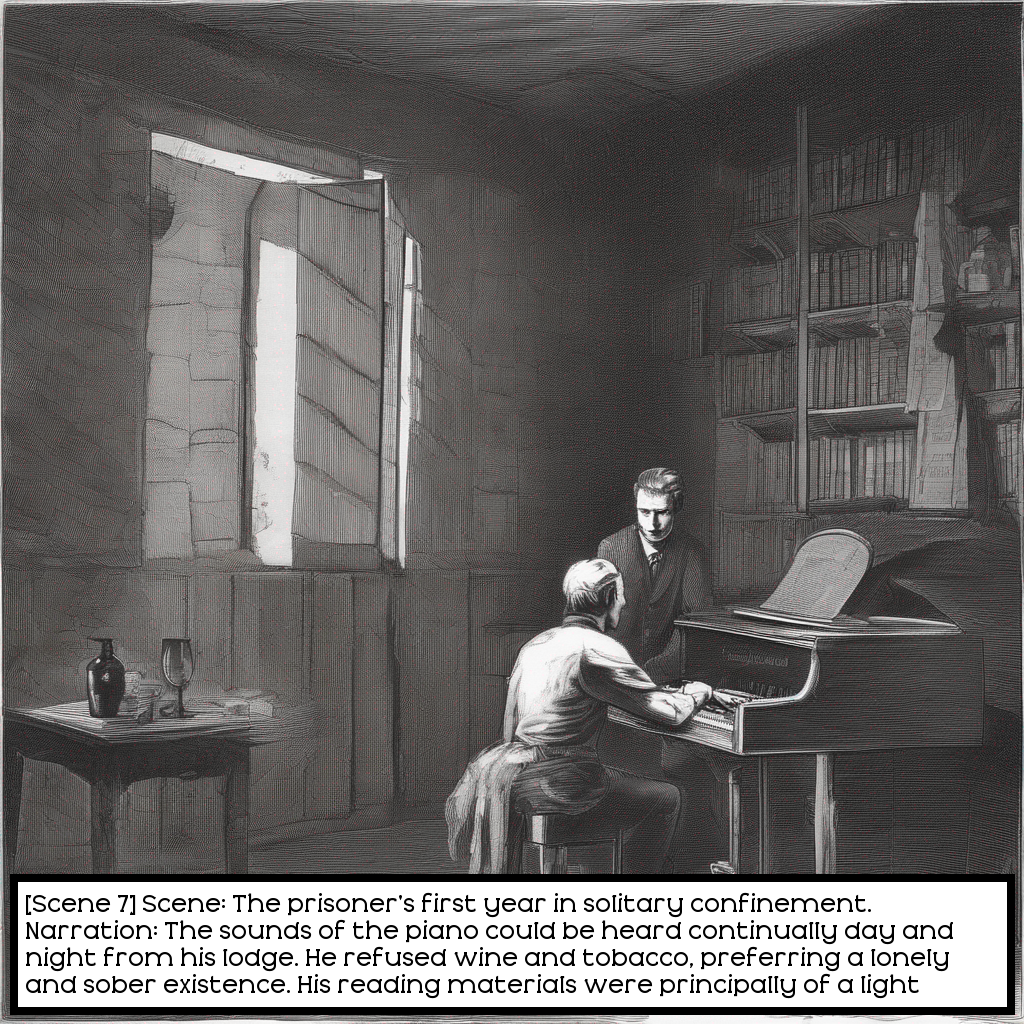 [Scene 7] Scene: The prisoner's first year in solitary confinement.
Narration: The sounds of the piano could be heard continually day and
night from his lodge. He refused wine and tobacco, preferring a lonely
and sober existence. His reading materials were principally of a light